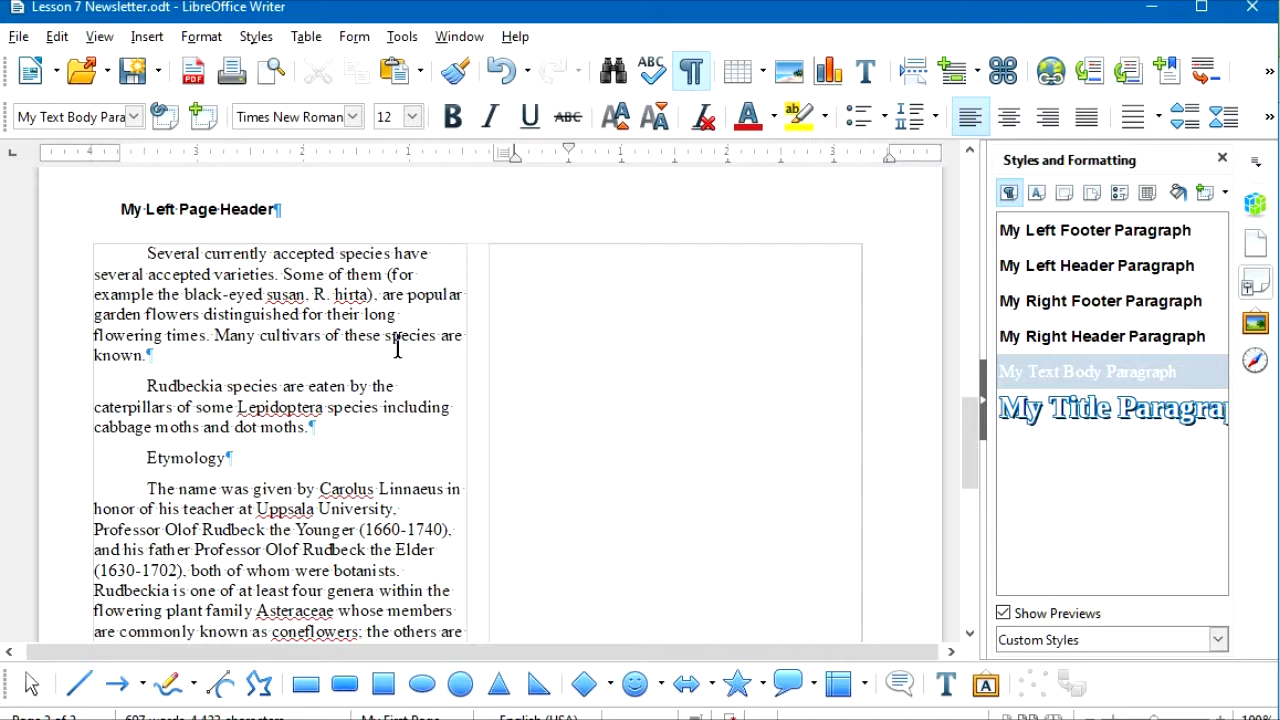 Lesson 7 Newsletter.odt - LibreOffice Writer
File Edit View Insert Format Styles Table Form Tools Window Help
My Text Body Para Times New Roman 12
4 3 2 1 1 2 3
Styles and Formatting
My Left Page Header¶
Several currently accepted species have
several accepted varieties. Some of them (for
example the black-eyed susan, R. hirta), are popular
garden flowers distinguished for their long
flowering times. Many cultivars of these species are
known.¶
Rudbeckia species are eaten by the
caterpillars of some Lepidoptera species including
cabbage moths and dot moths.¶
Etymology¶
The name was given by Carolus Linnaeus in
honor of his teacher at Uppsala University,
Professor Olof Rudbeck the Younger (1660-1740),
and his father Professor Olof Rudbeck the Elder
(1630-1702), both of whom were botanists.
Rudbeckia is one of at least four genera within the
flowering plant family Asteraceae whose members
are commonly known as coneflowers; the others are
My Left Footer Paragraph
My Left Header Paragraph
My Right Footer Paragraph
My Right Header Paragraph
My Text Body Paragraph
My Title Paragra
Show Previews
Custom Styles
My First Page English (USA) 100%